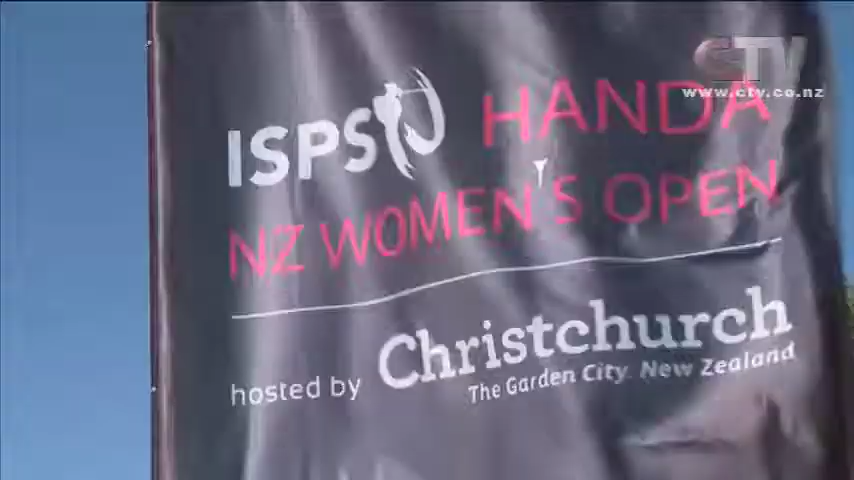 CTV
www.ctv.co.nz
ISPS HANDA
NZ WOMEN'S OPEN
hosted by Christchurch
The Garden City. New Zealand